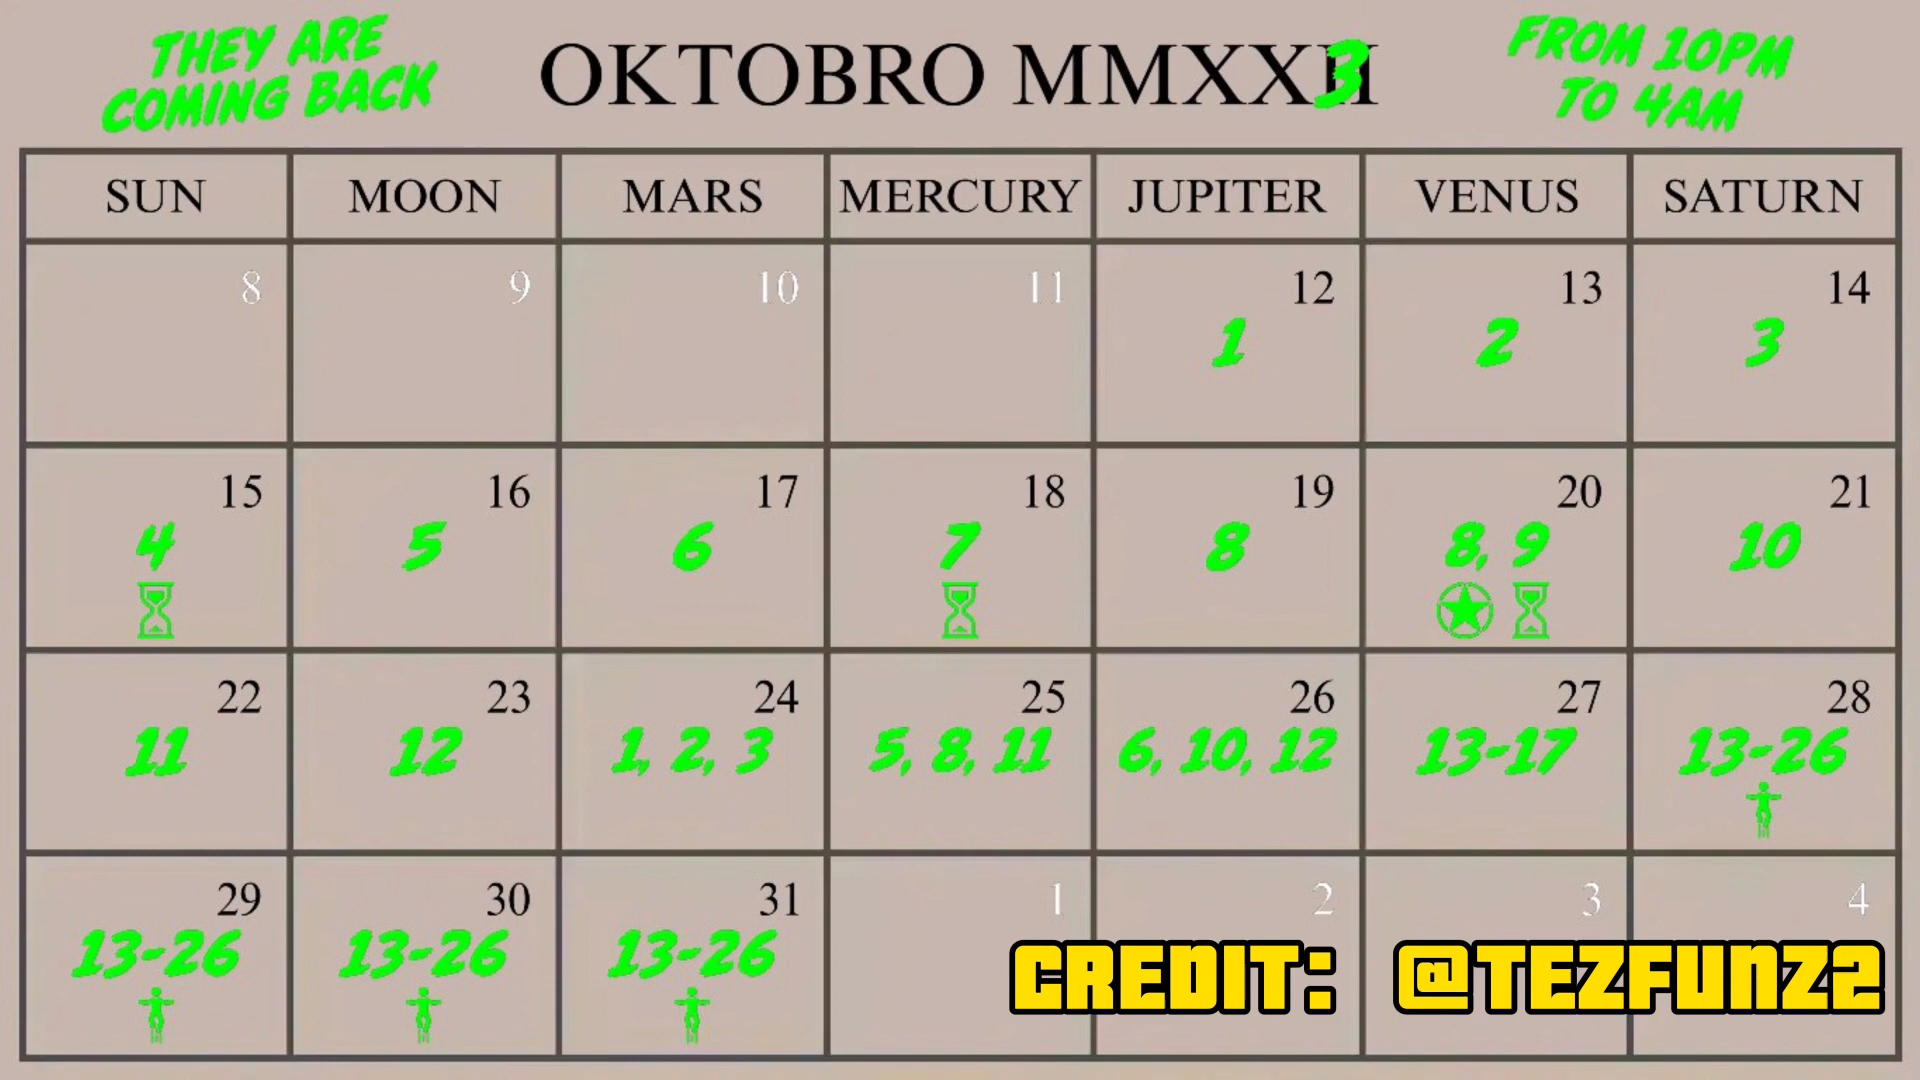 THEY ARE
COMING BACK
OKTOBRO MMXXII
3
FROM 10PM
TO 4AM
SUN MOON MARS MERCURY JUPITER VENUS SATURN
8 9 10 11 12 13 14
1 2 3
15 16 17 18 19 20 21
4 5 6 7 8 8, 9 10
22 23 24 25 26 27 28
11 12 1, 2, 3 5, 8, 11 6, 10, 12 13-17 13-26
29 30 31 1 2 3 4
13-26 13-26 13-26
CREDIT: @TEZFUNZ2